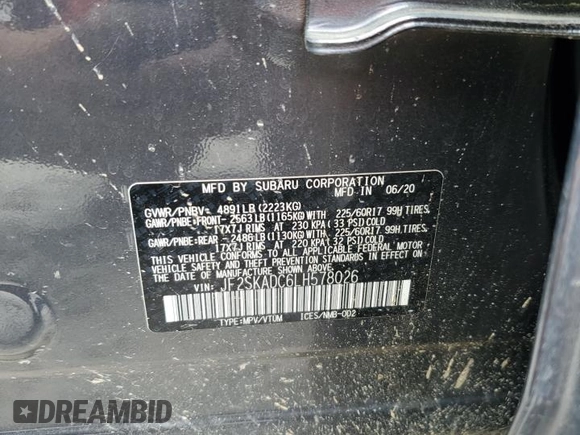 MFD BY SUBARU CORPORATION
MFD IN 06/20
GVWR/PNBV: 4891LB(2223KG)
GAWR/PNBE:FRONT- 2563LB(1165KG)WITH 225/60R17 99H TIRES,
17X7J RIMS AT 230 KPA (33 PSI)COLD
GAWR/PNBE:REAR - 2486LB(1130KG)WITH 225/60R17 99H TIRES,
17X7J RIMS AT 220 KPA(32 PSI)COLD
THIS VEHICLE CONFORMS TO ALL APPLICABLE FEDERAL MOTOR
VEHICLE SAFETY AND BUMPER STANDARDS IN EFFECT ON
THE DATE OF MANUFACTURE SHOWN ABOVE.
VIN: JF2SKADC6LH578026
TYPE:MPV/VTUM ICES/NMB-002
DREAMBID